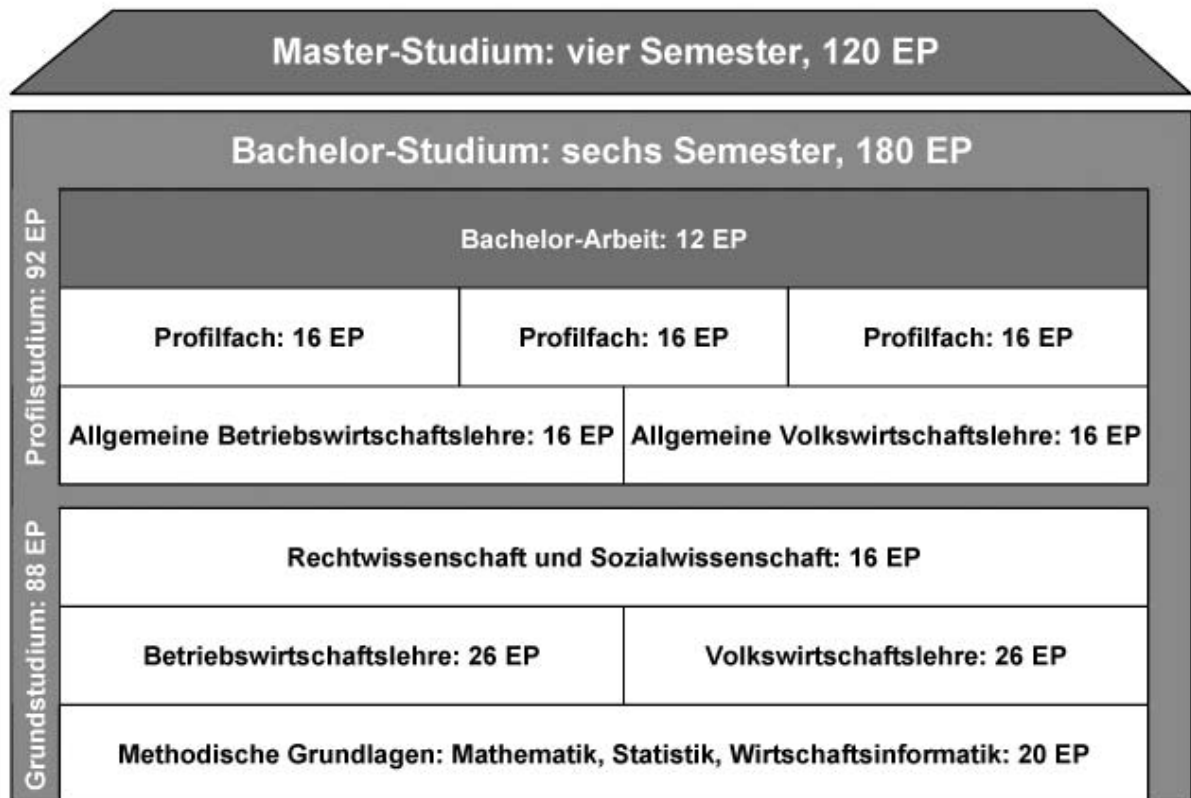 Master-Studium: vier Semester, 120 EP
Bachelor-Studium: sechs Semester, 180 EP
Profilstudium: 92 EP
Bachelor-Arbeit: 12 EP
Profilfach: 16 EP
Profilfach: 16 EP
Profilfach: 16 EP
Allgemeine Betriebswirtschaftslehre: 16 EP
Allgemeine Volkswirtschaftslehre: 16 EP
Grundstudium: 88 EP
Rechtwissenschaft und Sozialwissenschaft: 16 EP
Betriebswirtschaftslehre: 26 EP
Volkswirtschaftslehre: 26 EP
Methodische Grundlagen: Mathematik, Statistik, Wirtschaftsinformatik: 20 EP